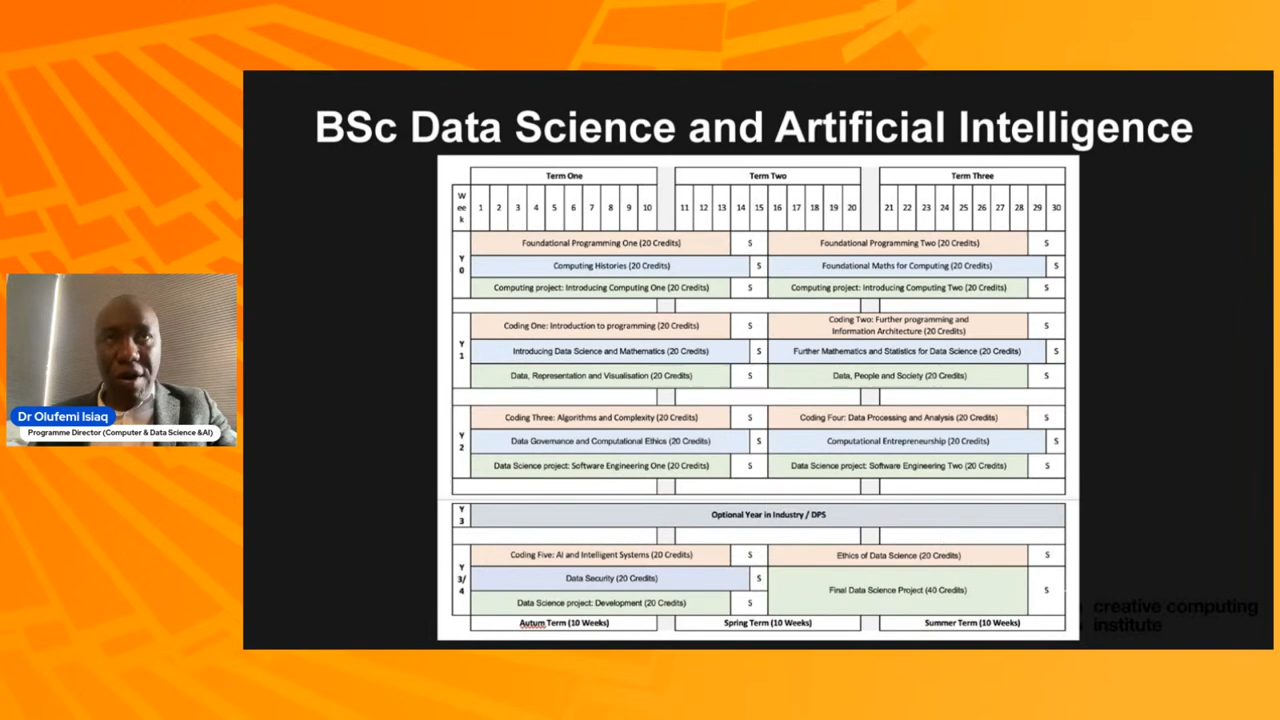 BSc Data Science and Artificial Intelligence
Term One Term Two Term Three
W
ee
k
1 2 3 4 5 6 7 8 9 10 11 12 13 14 15 16 17 18 19 20 21 22 23 24 25 26 27 28 29 30
Y
0
Foundational Programming One (20 Credits) S Foundational Programming Two (20 Credits) S
Computing Histories (20 Credits) S Foundational Maths for Computing (20 Credits) S
Computing project: Introducing Computing One (20 Credits) S Computing project: Introducing Computing Two (20 Credits) S
Y
1
Coding One: Introduction to programming (20 Credits) S Coding Two: Further programming and
Information Architecture (20 Credits) S
Introducing Data Science and Mathematics (20 Credits) S Further Mathematics and Statistics for Data Science (20 Credits) S
Data, Representation and Visualisation (20 Credits) S Data, People and Society (20 Credits) S
Y
2
Coding Three: Algorithms and Complexity (20 Credits) S Coding Four: Data Processing and Analysis (20 Credits) S
Data Governance and Computational Ethics (20 Credits) S Computational Entrepreneurship (20 Credits) S
Data Science project: Software Engineering One (20 Credits) S Data Science project: Software Engineering Two (20 Credits) S
Y
3
Optional Year in Industry / DPS
Y
3/
4
Coding Five: AI and Intelligent Systems (20 Credits) S Ethics of Data Science (20 Credits) S
Data Security (20 Credits) S Final Data Science Project (40 Credits) S
Data Science project: Development (20 Credits) S
Autum Term (10 Weeks) Spring Term (10 Weeks) Summer Term (10 Weeks)
creative computing
institute
Dr Olufemi Isiaq
Programme Director (Computer & Data Science &AI)